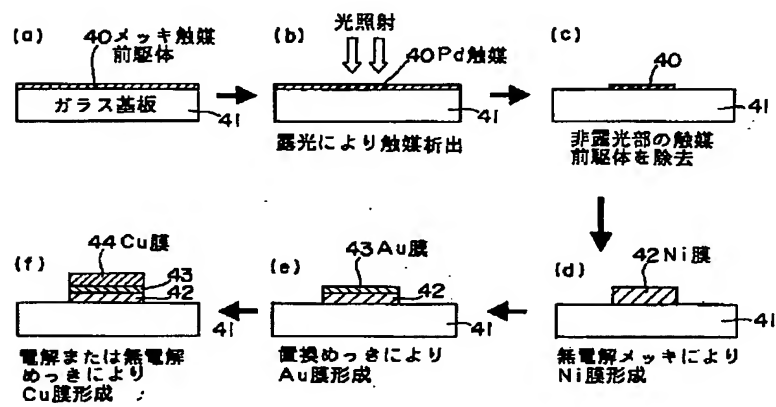 (a)
40メッキ触媒
前駆体
ガラス基板
41
(b)
光照射
40Pd触媒
41
露光により触媒析出
(c)
40
41
非露光部の触媒
前駆体を除去
(d)
42Ni膜
41
無電解メッキにより
Ni膜形成
(e)
43Au膜
42
41
置換めっきにより
Au膜形成
(f)
44Cu膜
43
42
41
電解または無電解
めっきにより
Cu膜形成